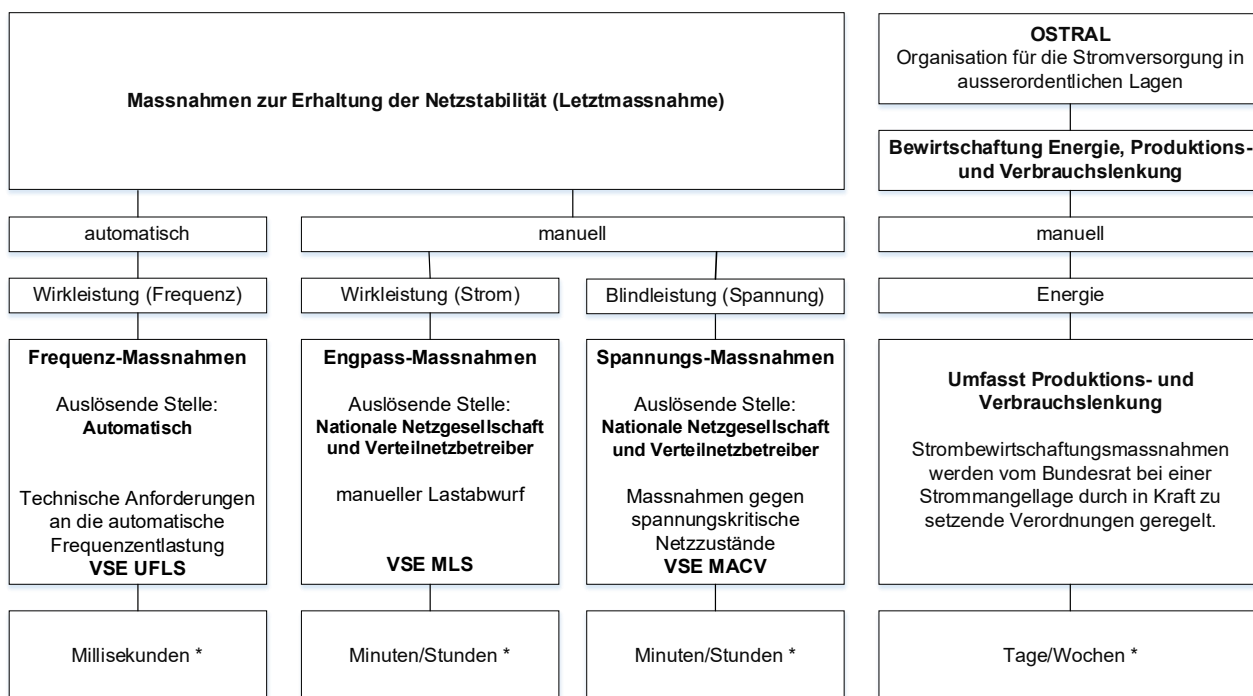 Massnahmen zur Erhaltung der Netzstabilität (Letztmassnahme)
OSTRAL
Organisation für die Stromversorgung in
ausserordentlichen Lagen
Bewirtschaftung Energie, Produktions-
und Verbrauchslenkung
automatisch
manuell
manuell
Wirkleistung (Frequenz)
Wirkleistung (Strom)
Blindleistung (Spannung)
Energie
Frequenz-Massnahmen
Auslösende Stelle:
Automatisch
Technische Anforderungen
an die automatische
Frequenzentlastung
VSE UFLS
Engpass-Massnahmen
Auslösende Stelle:
Nationale Netzgesellschaft
und Verteilnetzbetreiber
manueller Lastabwurf
VSE MLS
Spannungs-Massnahmen
Auslösende Stelle:
Nationale Netzgesellschaft
und Verteilnetzbetreiber
Massnahmen gegen
spannungskritische
Netzzustände
VSE MACV
Umfasst Produktions- und
Verbrauchslenkung
Strombewirtschaftungsmassnahmen
werden vom Bundesrat bei einer
Strommangellage durch in Kraft zu
setzende Verordnungen geregelt.
Millisekunden *
Minuten/Stunden *
Minuten/Stunden *
Tage/Wochen *